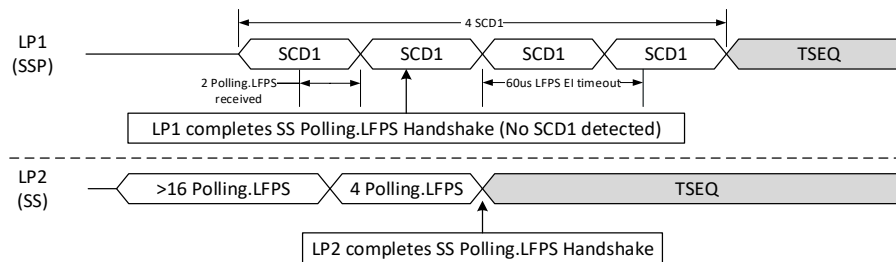 4 SCD1
LP1
(SSP)
SCD1 SCD1 SCD1 SCD1 TSEQ
2 Polling.LFPS
received
60us LFPS EI timeout
LP1 completes SS Polling.LFPS Handshake (No SCD1 detected)
LP2
(SS)
>16 Polling.LFPS 4 Polling.LFPS TSEQ
LP2 completes SS Polling.LFPS Handshake